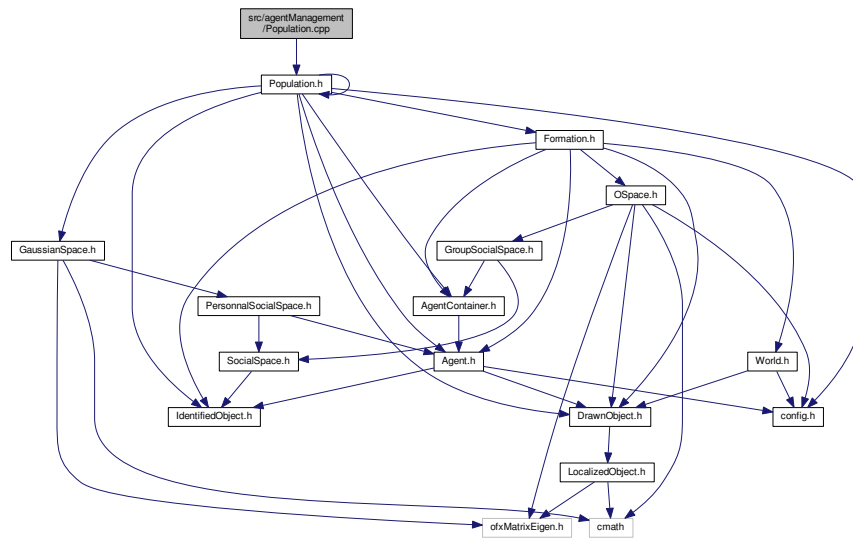 src/agentManagement
/Population.cpp
Population.h
Formation.h
OSpace.h
GaussianSpace.h
GroupSocialSpace.h
PersonnalSocialSpace.h
AgentContainer.h
SocialSpace.h
Agent.h
World.h
IdentifiedObject.h
DrawnObject.h
config.h
LocalizedObject.h
ofxMatrixEigen.h
cmath